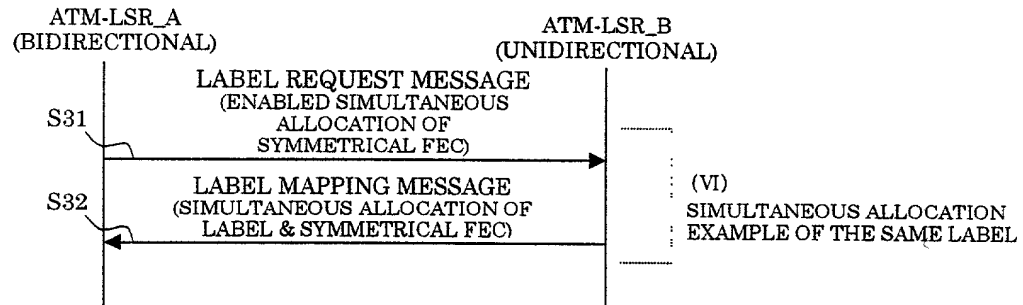 ATM-LSR_A
(BIDIRECTIONAL)
ATM-LSR_B
(UNIDIRECTIONAL)
LABEL REQUEST MESSAGE
(ENABLED SIMULTANEOUS
ALLOCATION OF
SYMMETRICAL FEC)
S31
LABEL MAPPING MESSAGE
(SIMULTANEOUS ALLOCATION OF
LABEL & SYMMETRICAL FEC)
S32
(VI)
SIMULTANEOUS ALLOCATION
EXAMPLE OF THE SAME LABEL